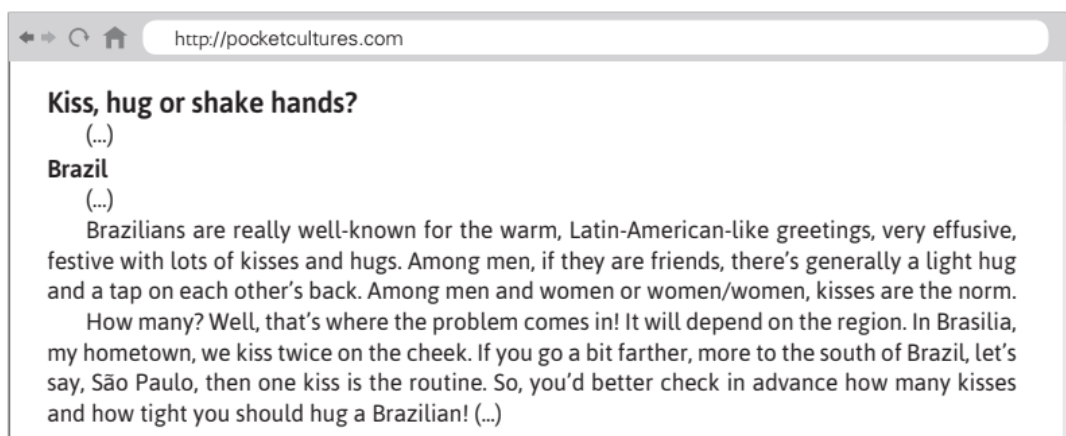 http://pocketcultures.com
Kiss, hug or shake hands?
(...)
Brazil
(...)
Brazilians are really well-known for the warm, Latin-American-like greetings, very effusive,
festive with lots of kisses and hugs. Among men, if they are friends, there's generally a light hug
and a tap on each other's back. Among men and women or women/women, kisses are the norm.
How many? Well, that's where the problem comes in! It will depend on the region. In Brasilia,
my hometown, we kiss twice on the cheek. If you go a bit farther, more to the south of Brazil, let's
say, São Paulo, then one kiss is the routine. So, you'd better check in advance how many kisses
and how tight you should hug a Brazilian! (...)